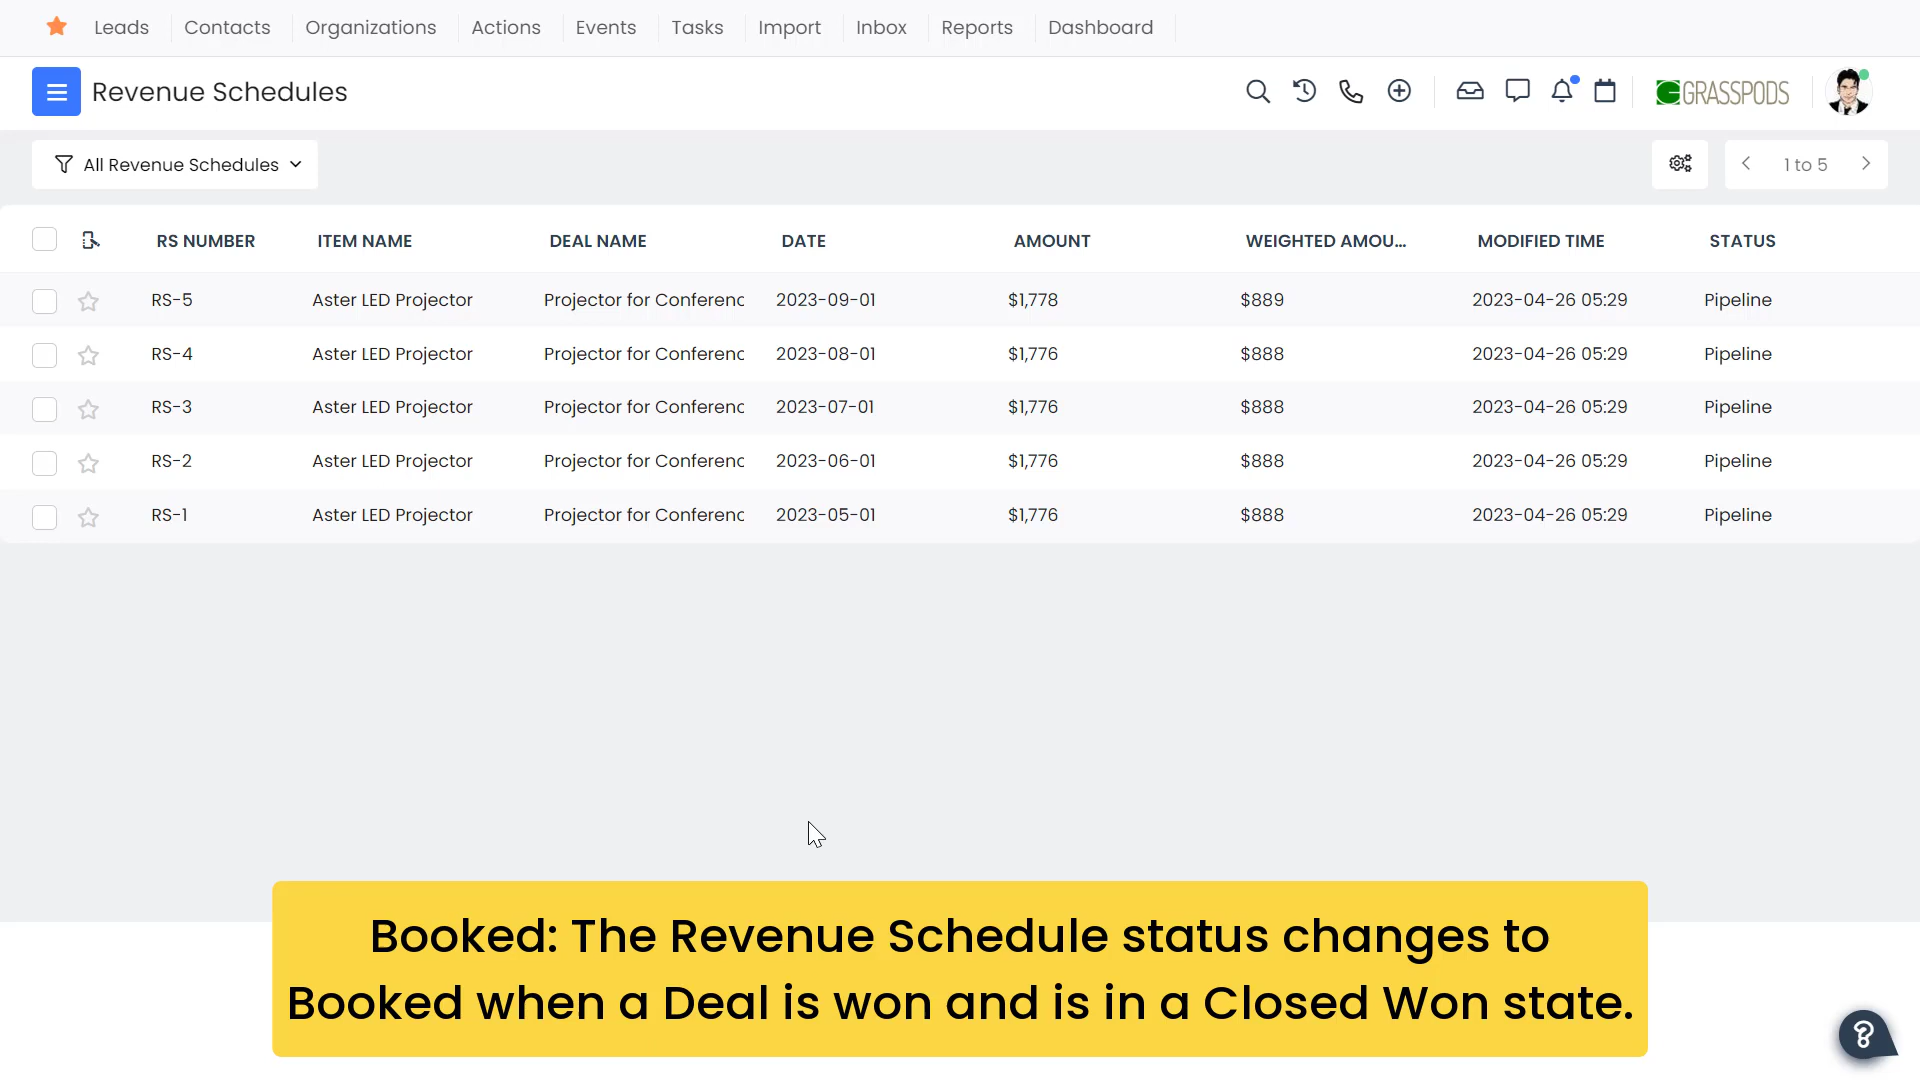 Leads Contacts Organizations Actions Events Tasks Import Inbox Reports Dashboard
Revenue Schedules GRASSPODS
All Revenue Schedules 1 to 5
RS NUMBER ITEM NAME DEAL NAME DATE AMOUNT WEIGHTED AMOU... MODIFIED TIME STATUS
RS-5 Aster LED Projector Projector for Conferenc 2023-09-01 $1,778 $889 2023-04-26 05:29 Pipeline
RS-4 Aster LED Projector Projector for Conferenc 2023-08-01 $1,776 $888 2023-04-26 05:29 Pipeline
RS-3 Aster LED Projector Projector for Conferenc 2023-07-01 $1,776 $888 2023-04-26 05:29 Pipeline
RS-2 Aster LED Projector Projector for Conferenc 2023-06-01 $1,776 $888 2023-04-26 05:29 Pipeline
RS-1 Aster LED Projector Projector for Conferenc 2023-05-01 $1,776 $888 2023-04-26 05:29 Pipeline
Booked: The Revenue Schedule status changes to
Booked when a Deal is won and is in a Closed Won state.
?